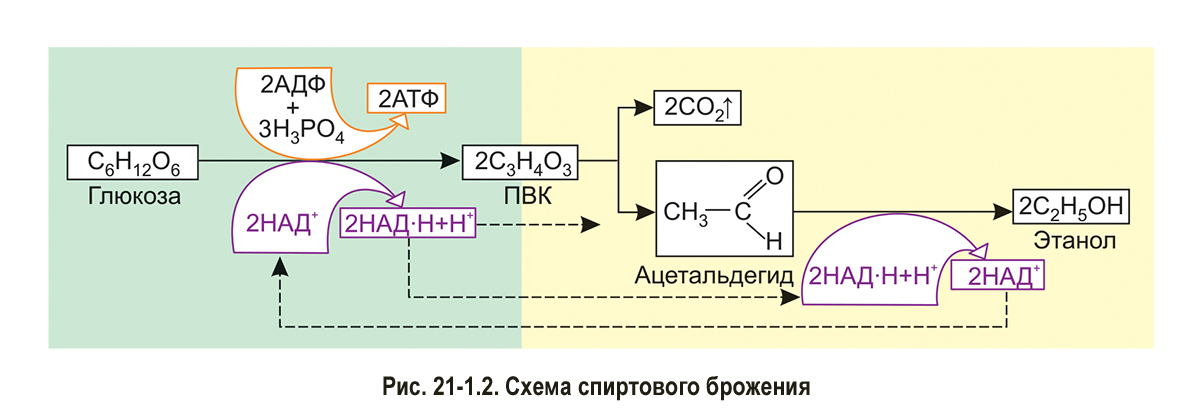 2АДФ
+
3H₃PO₄
2АТФ
2CO₂↑
C₆H₁₂O₆
Глюкоза
2C₃H₄O₃
ПВК
CH₃—C
O
H
Ацетальдегид
2C₂H₅OH
Этанол
2НАД⁺
2НАД·Н+Н⁺
2НАД·Н+Н⁺
2НАД⁺
Рис. 21-1.2. Схема спиртового брожения